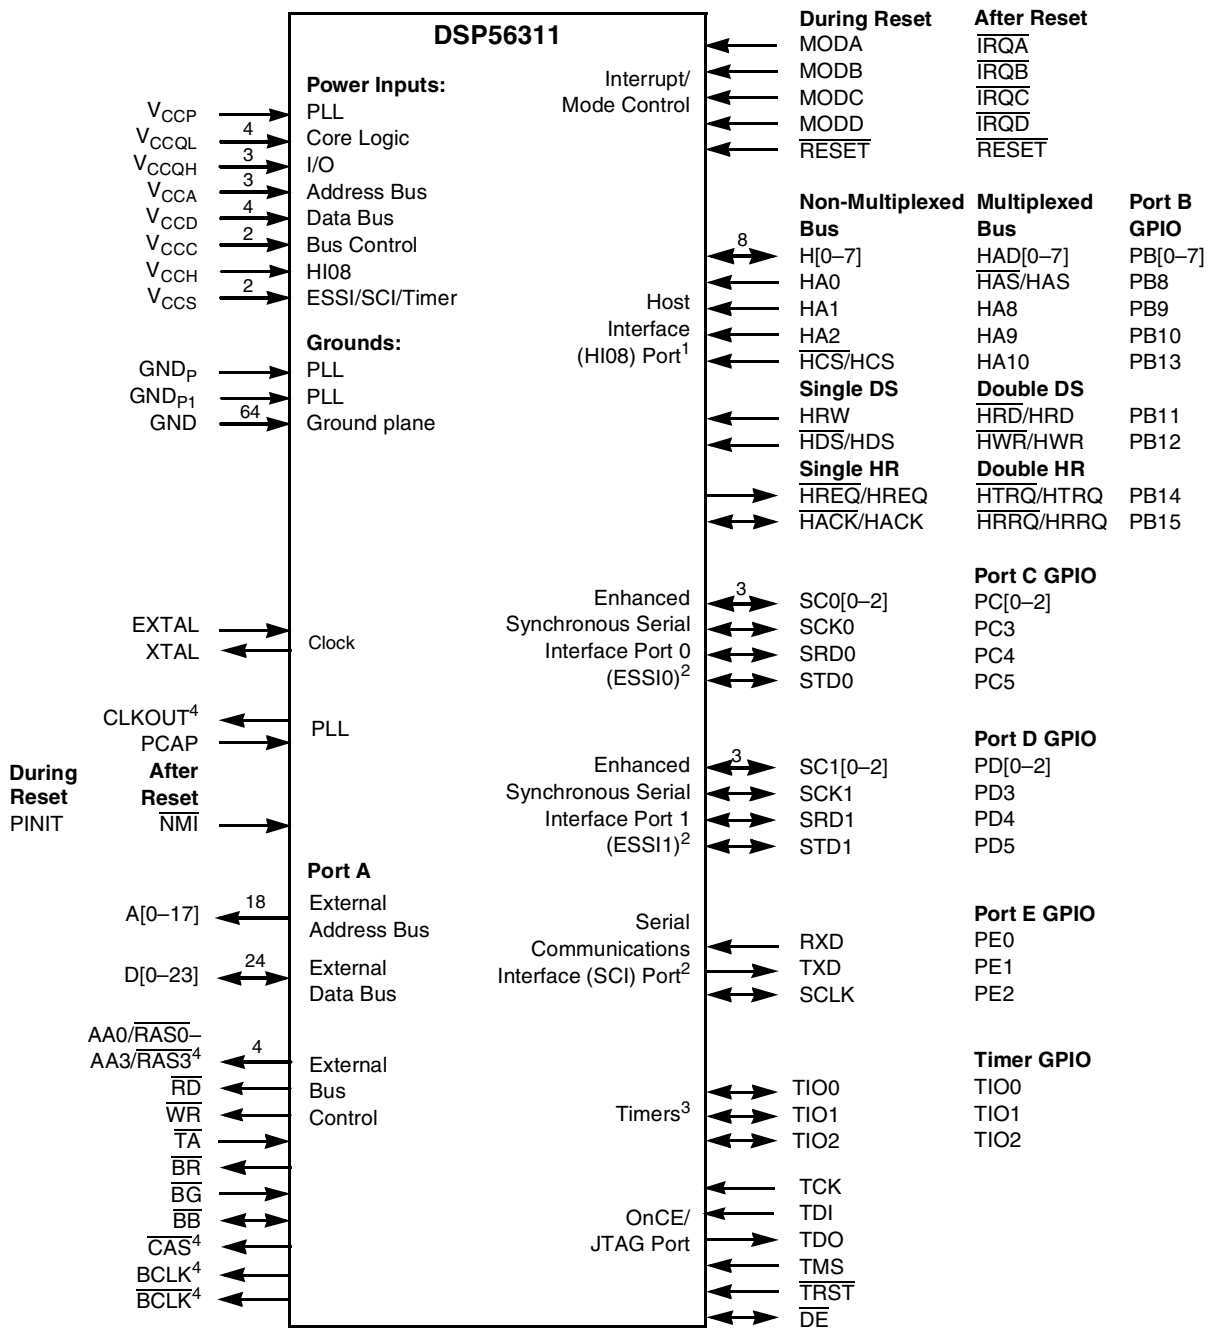 DSP56311
During Reset After Reset
MODA IRQA
MODB IRQB
MODC IRQC
MODD IRQD
RESET RESET
Interrupt/
Mode Control
Power Inputs:
VCCP PLL
VCCQL 4 Core Logic
VCCQH 3 I/O
VCCA 3 Address Bus
VCCD 4 Data Bus
VCCC 2 Bus Control
VCCH HI08
VCCS 2 ESSI/SCI/Timer
Grounds:
GNDP PLL
GNDP1 PLL
GND 64 Ground plane
Non-Multiplexed Multiplexed Port B
Bus Bus GPIO
8 H[0–7] HAD[0–7] PB[0–7]
HA0 HAS/HAS PB8
HA1 HA8 PB9
HA2 HA9 PB10
HCS/HCS HA10 PB13
Host
Interface
(HI08) Port1
Single DS Double DS
HRW HRD/HRD PB11
HDS/HDS HWR/HWR PB12
Single HR Double HR
HREQ/HREQ HTRQ/HTRQ PB14
HACK/HACK HRRQ/HRRQ PB15
EXTAL
XTAL
Clock
CLKOUT4
PCAP
PLL
During After
Reset Reset
PINIT NMI
Port C GPIO
3 SC0[0–2] PC[0–2]
SCK0 PC3
SRD0 PC4
STD0 PC5
Enhanced
Synchronous Serial
Interface Port 0
(ESSI0)2
Port D GPIO
3 SC1[0–2] PD[0–2]
SCK1 PD3
SRD1 PD4
STD1 PD5
Enhanced
Synchronous Serial
Interface Port 1
(ESSI1)2
Port A
A[0–17] 18 External
Address Bus
D[0–23] 24 External
Data Bus
AA0/RAS0–
AA3/RAS34 4
RD
WR
TA
BR
BG
BB
CAS4
BCLK4
BCLK4
External
Bus
Control
Port E GPIO
RXD PE0
TXD PE1
SCLK PE2
Serial
Communications
Interface (SCI) Port2
Timer GPIO
TIO0 TIO0
Timers3 TIO1 TIO1
TIO2 TIO2
TCK
TDI
TDO
TMS
TRST
DE
OnCE/
JTAG Port